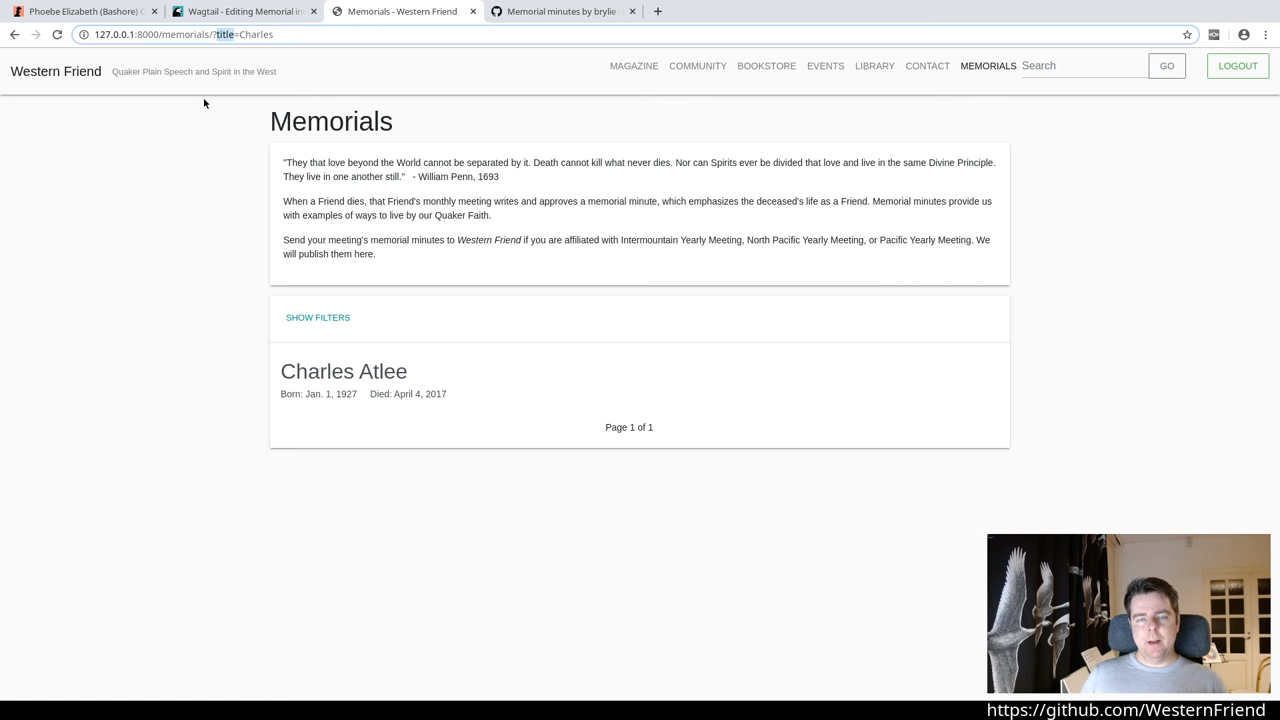 Phoebe Elizabeth (Bashore) C
Wagtail - Editing Memorial in
Memorials - Western Friend
Memorial minutes by brylie
127.0.0.1:8000/memorials/?title=Charles
Western Friend
Quaker Plain Speech and Spirit in the West
MAGAZINE
COMMUNITY
BOOKSTORE
EVENTS
LIBRARY
CONTACT
MEMORIALS
Search
GO
LOGOUT
Memorials
"They that love beyond the World cannot be separated by it. Death cannot kill what never dies. Nor can Spirits ever be divided that love and live in the same Divine Principle.
They live in one another still." - William Penn, 1693
When a Friend dies, that Friend's monthly meeting writes and approves a memorial minute, which emphasizes the deceased's life as a Friend. Memorial minutes provide us
with examples of ways to live by our Quaker Faith.
Send your meeting's memorial minutes to Western Friend if you are affiliated with Intermountain Yearly Meeting, North Pacific Yearly Meeting, or Pacific Yearly Meeting. We
will publish them here.
SHOW FILTERS
Charles Atlee
Born: Jan. 1, 1927 Died: April 4, 2017
Page 1 of 1
https://github.com/WesternFriend